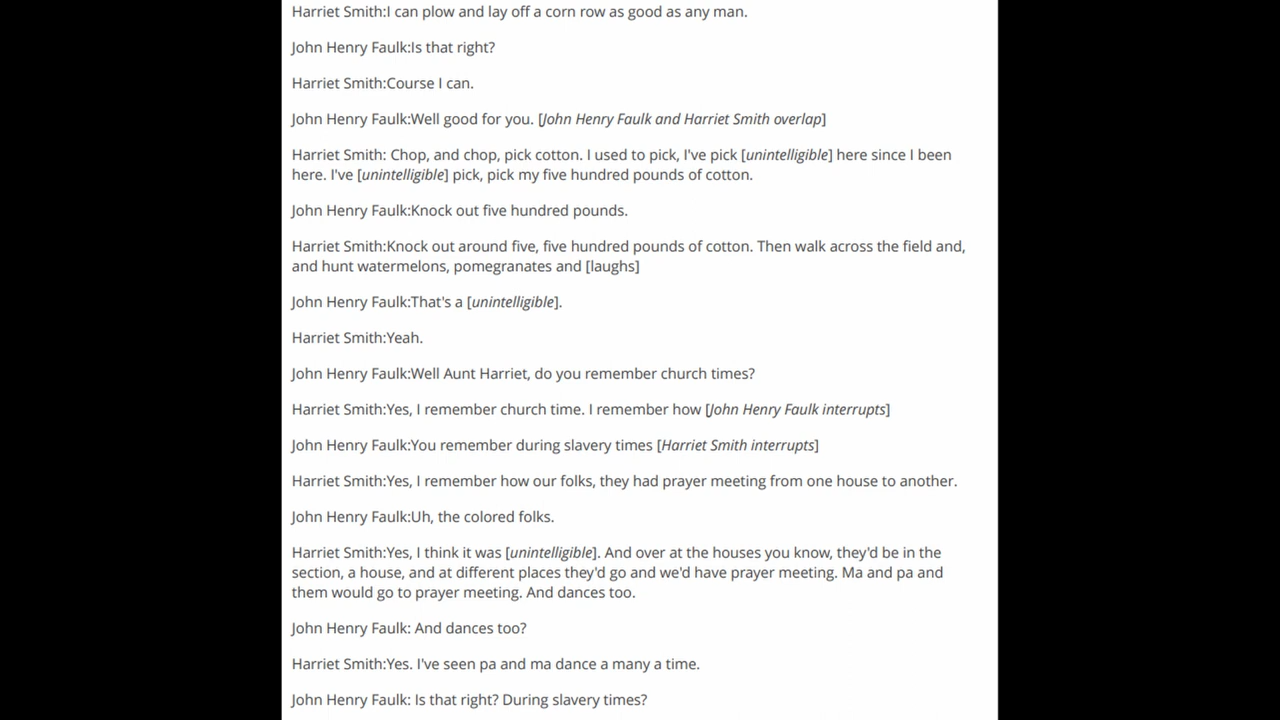 Harriet Smith:I can plow and lay off a corn row as good as any man.
John Henry Faulk:Is that right?
Harriet Smith:Course I can.
John Henry Faulk:Well good for you. [John Henry Faulk and Harriet Smith overlap]
Harriet Smith: Chop, and chop, pick cotton. I used to pick, I've pick [unintelligible] here since I been
here. I've [unintelligible] pick, pick my five hundred pounds of cotton.
John Henry Faulk:Knock out five hundred pounds.
Harriet Smith:Knock out around five, five hundred pounds of cotton. Then walk across the field and,
and hunt watermelons, pomegranates and [laughs]
John Henry Faulk:That's a [unintelligible].
Harriet Smith:Yeah.
John Henry Faulk:Well Aunt Harriet, do you remember church times?
Harriet Smith:Yes, I remember church time. I remember how [John Henry Faulk interrupts]
John Henry Faulk:You remember during slavery times [Harriet Smith interrupts]
Harriet Smith:Yes, I remember how our folks, they had prayer meeting from one house to another.
John Henry Faulk:Uh, the colored folks.
Harriet Smith:Yes, I think it was [unintelligible]. And over at the houses you know, they'd be in the
section, a house, and at different places they'd go and we'd have prayer meeting. Ma and pa and
them would go to prayer meeting. And dances too.
John Henry Faulk: And dances too?
Harriet Smith:Yes. I've seen pa and ma dance a many a time.
John Henry Faulk: Is that right? During slavery times?